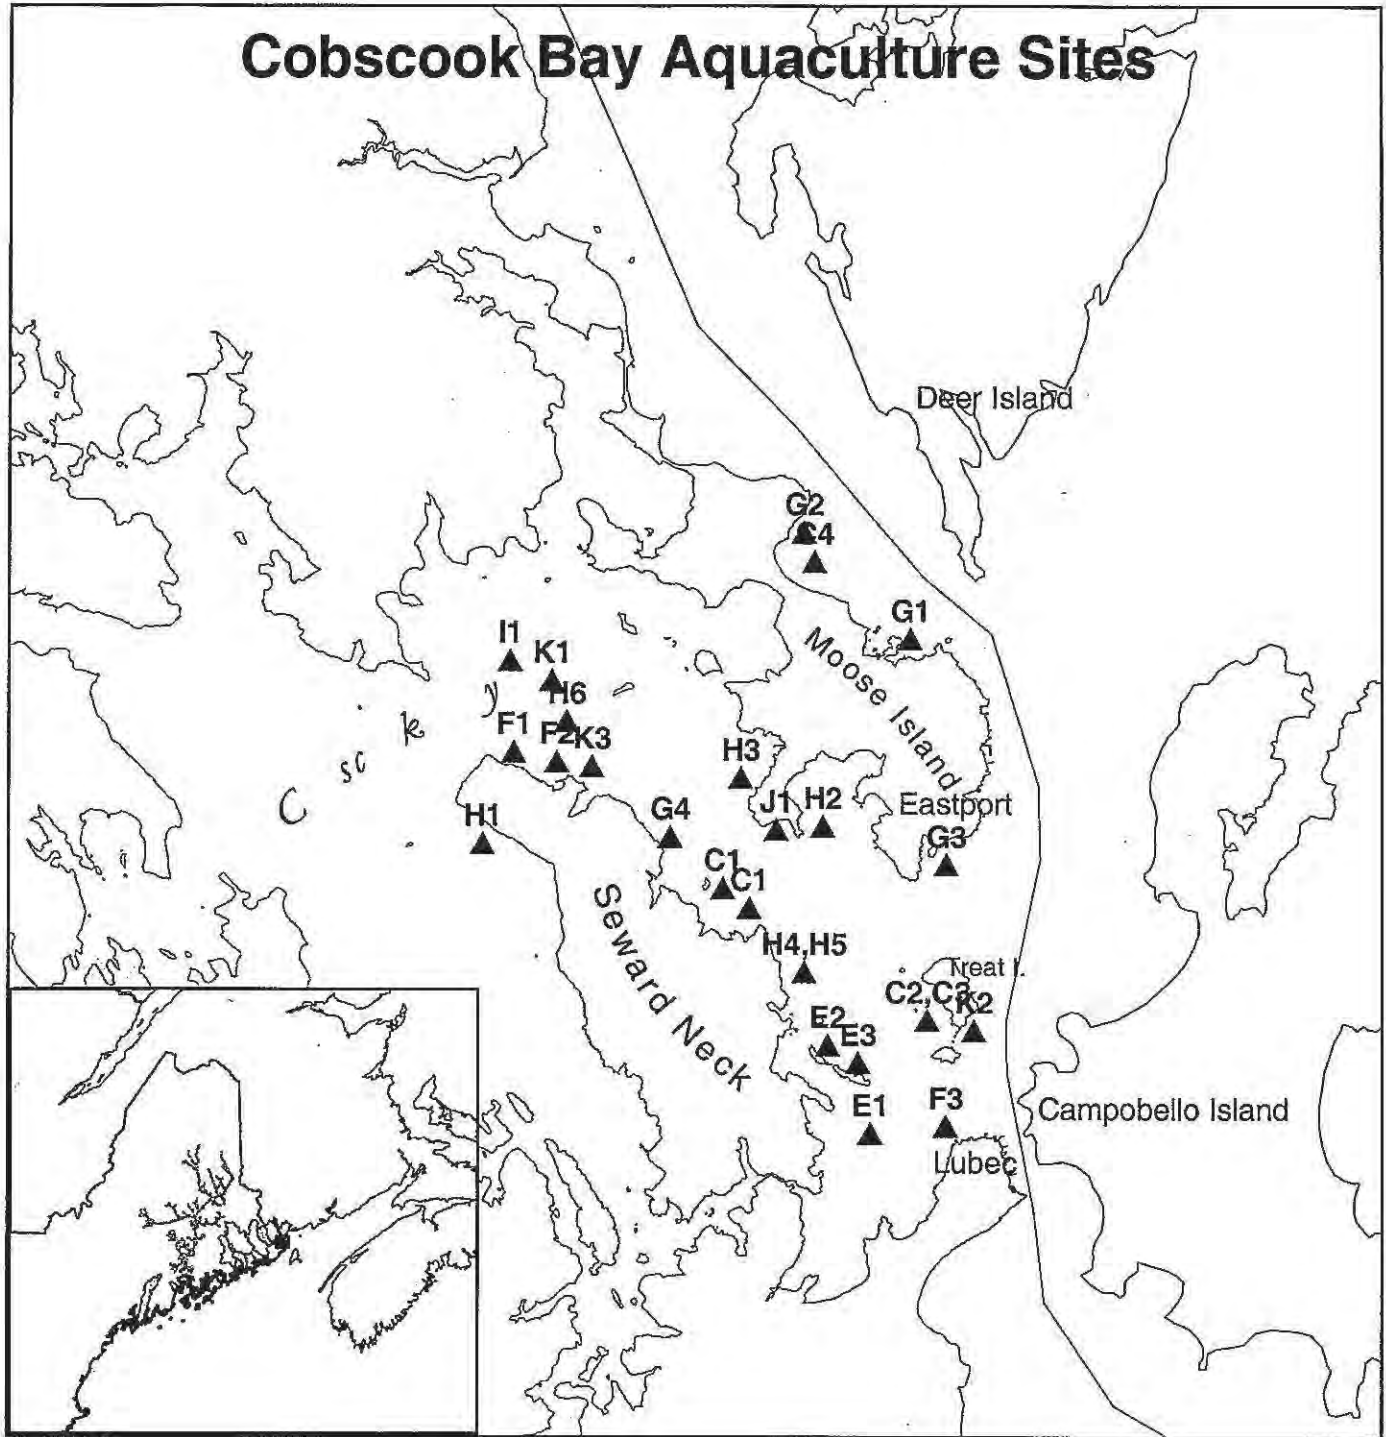 Cobscook Bay Aquaculture Sites
Deer Island
G2
C4
G1
I1
Moose Island
K1
H6
F1
F2
K3
H3
J1
H2
Eastport
H1
G4
G3
C1
C1
Seward Neck
H4,H5
Treat I.
C2,C3
K2
E2
E3
E1
F3
Campobello Island
Lubec